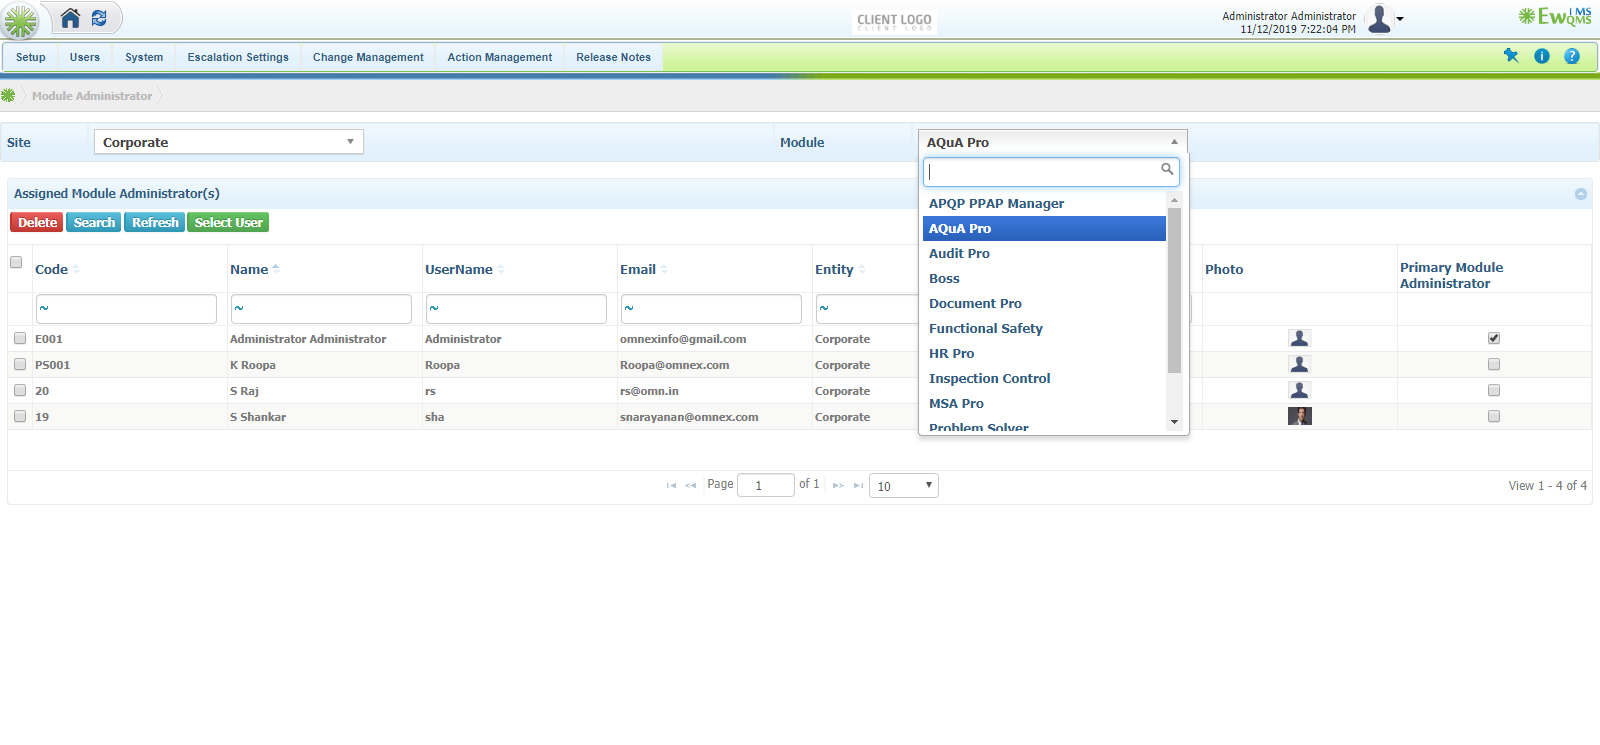 CLIENT LOGO
CLIENT LOGO
Administrator Administrator
11/12/2019 7:22:04 PM
EwQMS
IMS
Setup Users System Escalation Settings Change Management Action Management Release Notes
Module Administrator
Site Corporate Module AQuA Pro
Assigned Module Administrator(s)
Delete Search Refresh Select User
APQP PPAP Manager
AQuA Pro
Audit Pro
Boss
Document Pro
Functional Safety
HR Pro
Inspection Control
MSA Pro
Problem Solver
Code Name UserName Email Entity Photo Primary Module
Administrator
~ ~ ~ ~ ~
E001 Administrator Administrator Administrator omnexinfo@gmail.com Corporate
PS001 K Roopa Roopa Roopa@omnex.com Corporate
20 S Raj rs rs@omn.in Corporate
19 S Shankar sha snarayanan@omnex.com Corporate
Page 1 of 1 10 View 1 - 4 of 4